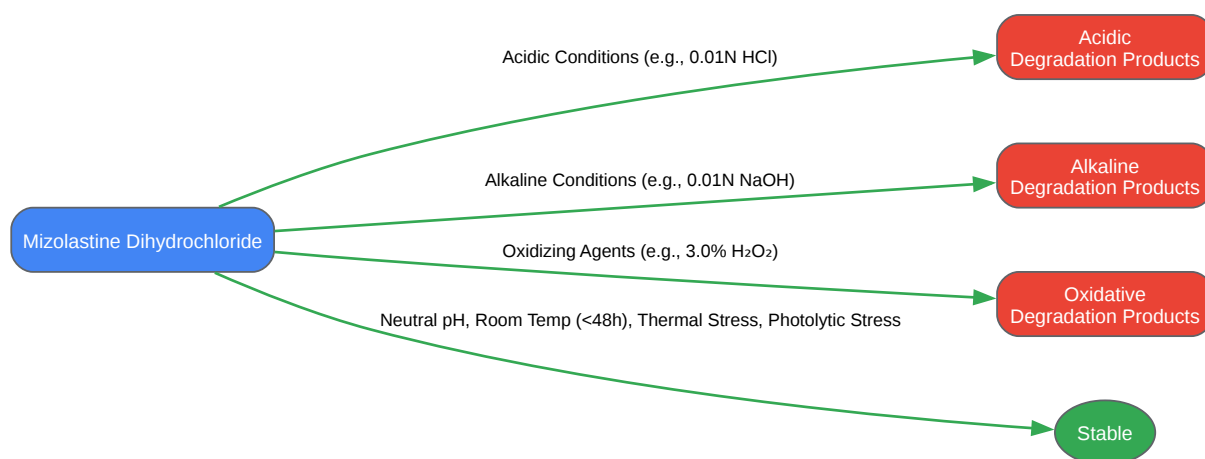 Acidic
Degradation Products
Acidic Conditions (e.g., 0.01N HCl)
Alkaline
Degradation Products
Alkaline Conditions (e.g., 0.01N NaOH)
Mizolastine Dihydrochloride
Oxidizing Agents (e.g., 3.0% H₂O₂)
Oxidative
Degradation Products
Neutral pH, Room Temp (<48h), Thermal Stress, Photolytic Stress
Stable